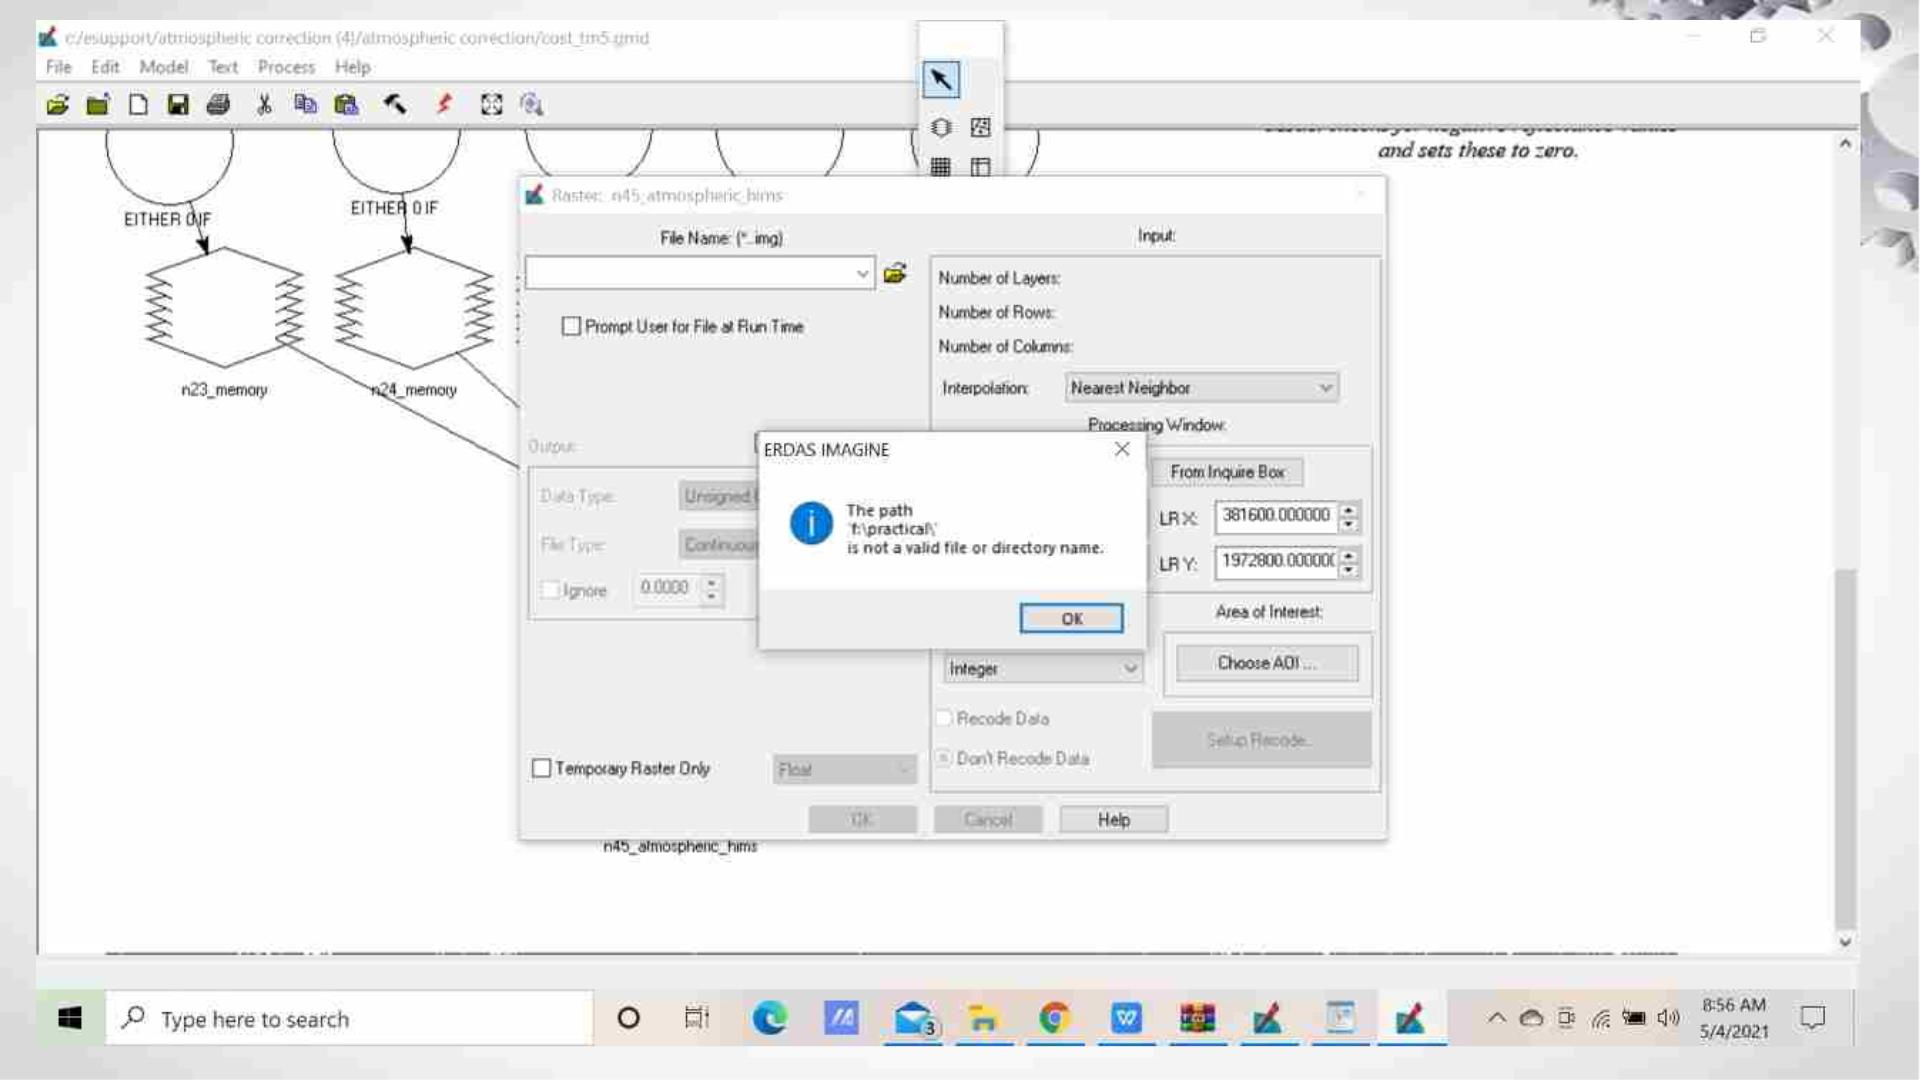 c:/esupport/atmospheric correction (4)/atmospheric correction/cost_tm5.gmd
File Edit Model Text Process Help
and sets these to zero.
EITHER 0 IF
EITHER 0 IF
n23_memory
n24_memory
Raster: n45_atmospheric_hims
File Name: (*.img)
Prompt User for File at Run Time
Output:
Data Type:
Unsigned
File Type:
Continuous
Ignore
0.0000
Temporary Raster Only
Float
Input:
Number of Layers:
Number of Rows:
Number of Columns:
Interpolation:
Nearest Neighbor
Processing Window:
From Inquire Box
LR X:
381600.000000
LR Y:
1972800.000000
Area of Interest:
Choose AOI ...
Integer
Recode Data
Don't Recode Data
Setup Recode...
OK
Cancel
Help
ERDAS IMAGINE
The path
'f:\practical\'
is not a valid file or directory name.
OK
n45_atmospheric_hims
Type here to search
3
8:56 AM
5/4/2021